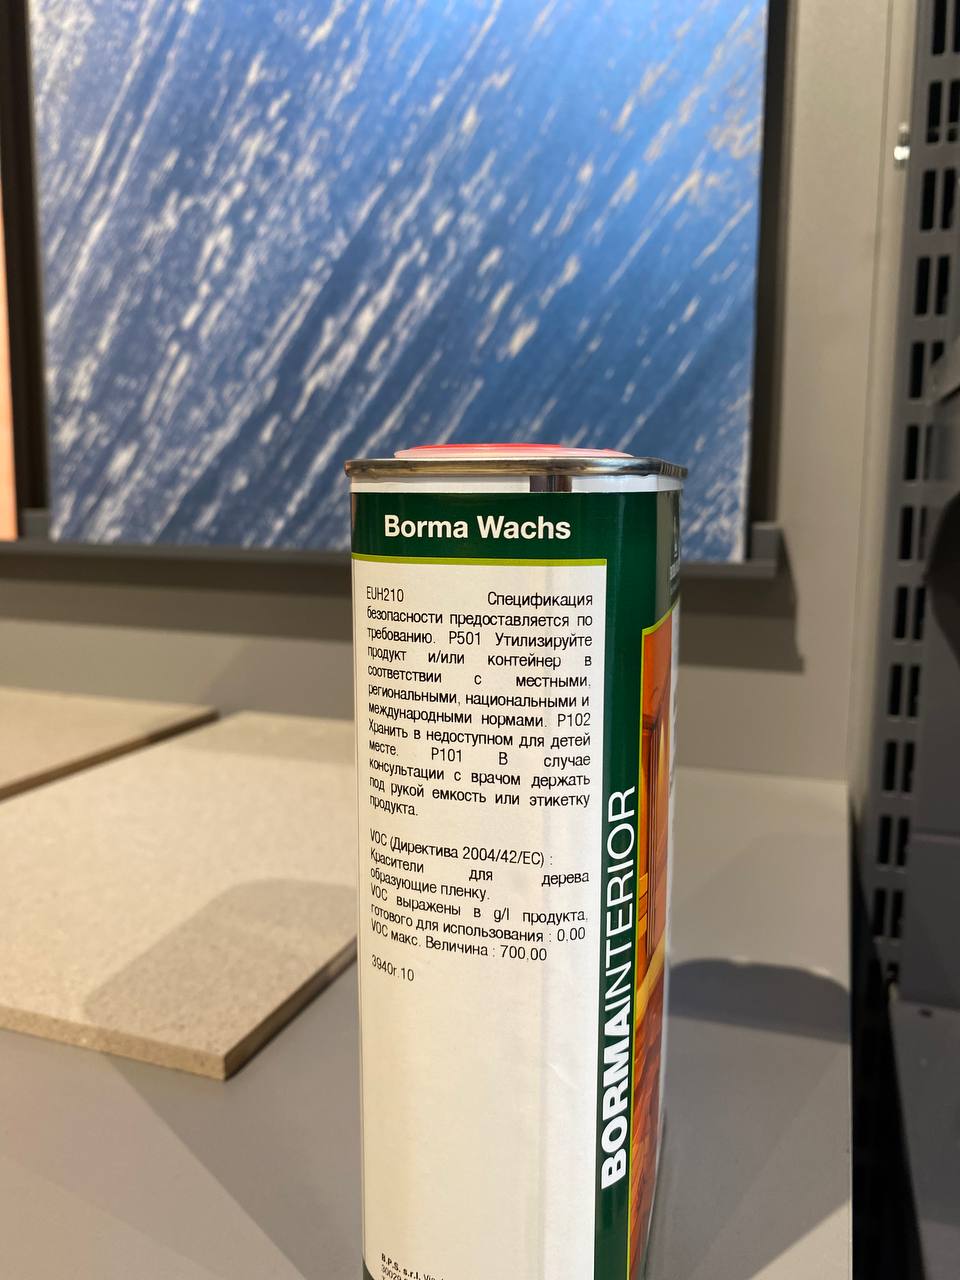 Borma Wachs
EUH210 Спецификация
безопасности предоставляется по
требованию. P501 Утилизируйте
продукт и/или контейнер в
соответствии с местными,
региональными, национальными и
международными нормами. P102
Хранить в недоступном для детей
месте. P101 В случае
консультации с врачом держать
под рукой емкость или этикетку
продукта.
VOC (Директива 2004/42/EC) :
Красители для дерева
образующие пленку.
VOC выражены в g/l продукта,
готового для использования : 0,00
VOC макс. Величина : 700,00
3940r.10
BORMAINTERIOR
B.P.S. s.r.l.